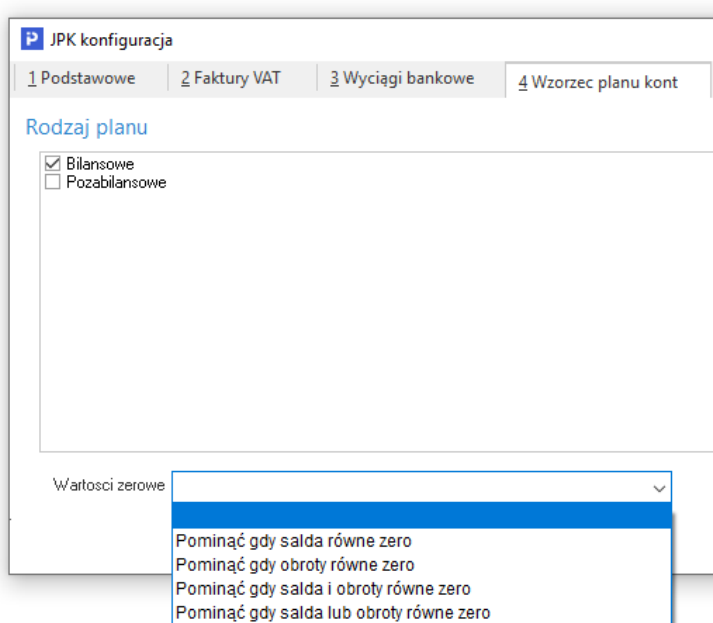 JPK konfiguracja
1 Podstawowe 2 Faktury VAT 3 Wyciągi bankowe 4 Wzorzec planu kont
Rodzaj planu
Bilansowe
Pozabilansowe
Wartosci zerowe
Pominąć gdy salda równe zero
Pominąć gdy obroty równe zero
Pominąć gdy salda i obroty równe zero
Pominąć gdy salda lub obroty równe zero